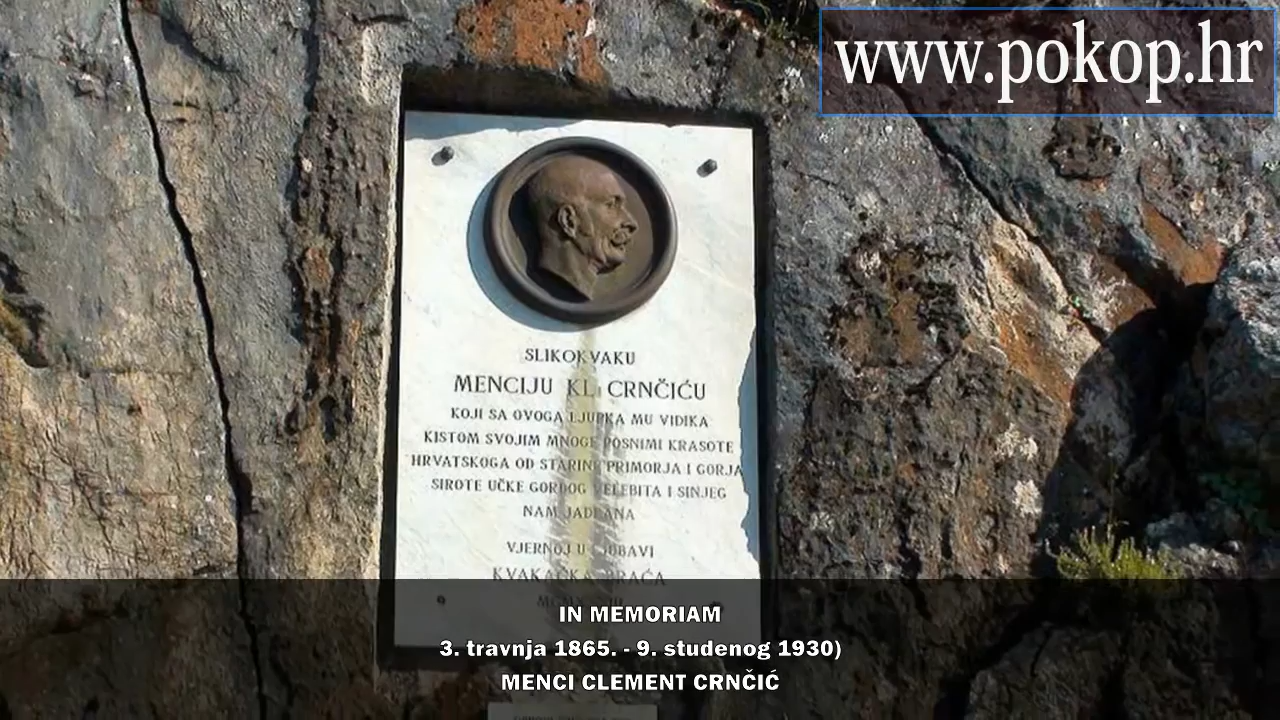 www.pokop.hr
SLIKOKVAKU
MENCIJU KL. CRNČIĆU
KOJI SA OVOGA LJUPKA MU VIDIKA
KISTOM SVOJIM MNOGE POSNIMI KRASOTE
HRVATSKOGA OD STARINE PRIMORJA I GORJA
SIROTE UČKE GORDOG VELEBITA I SINJEG
NAM JADRANA
VJERNOJ U LJUBAVI
KVAKAČKA BRAĆA
IN MEMORIAM
3. travnja 1865. - 9. studenog 1930)
MENCI CLEMENT CRNČIĆ